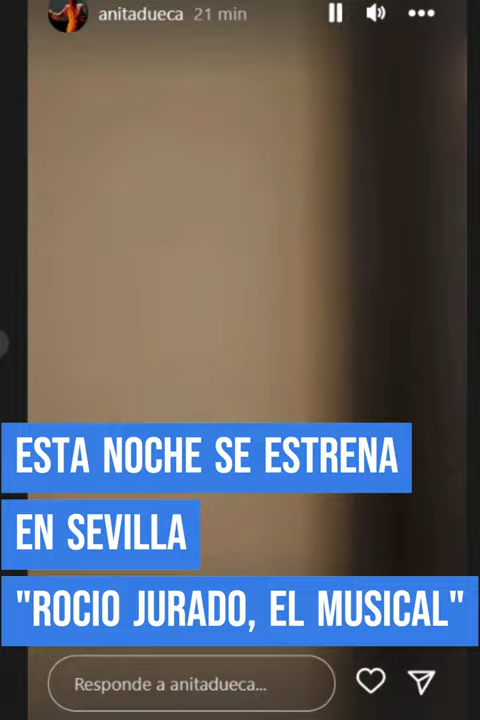 anitadueca 21 min
ESTA NOCHE SE ESTRENA
EN SEVILLA
"ROCIO JURADO, EL MUSICAL"
Responde a anitadueca...